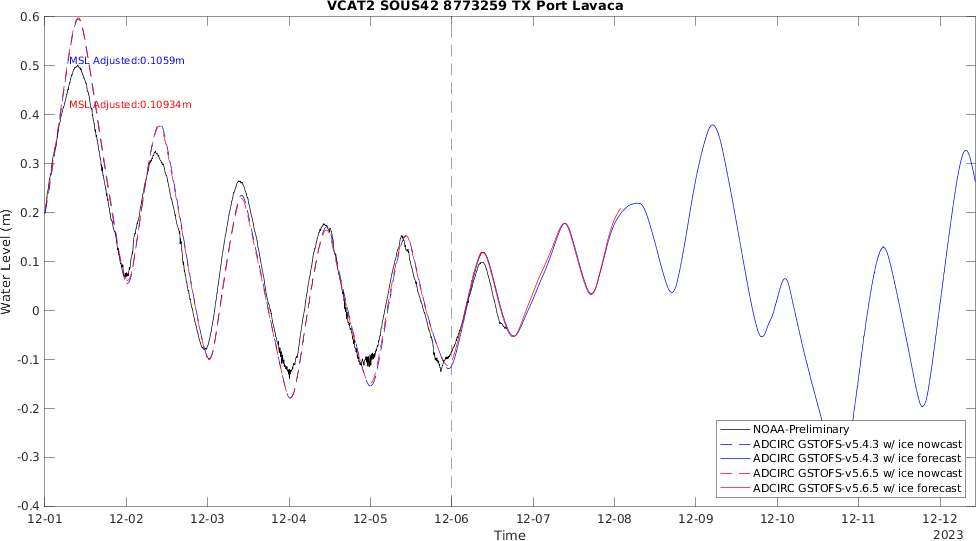 VCAT2 SOUS42 8773259 TX Port Lavaca
0.6
0.5
0.4
0.3
0.2
0.1
0
-0.1
-0.2
-0.3
-0.4
Water Level (m)
MSL Adjusted:0.1059m
MSL Adjusted:0.10934m
NOAA-Preliminary
ADCIRC GSTOFS-v5.4.3 w/ ice nowcast
ADCIRC GSTOFS-v5.4.3 w/ ice forecast
ADCIRC GSTOFS-v5.6.5 w/ ice nowcast
ADCIRC GSTOFS-v5.6.5 w/ ice forecast
12-01 12-02 12-03 12-04 12-05 12-06 12-07 12-08 12-09 12-10 12-11 12-12
Time
2023